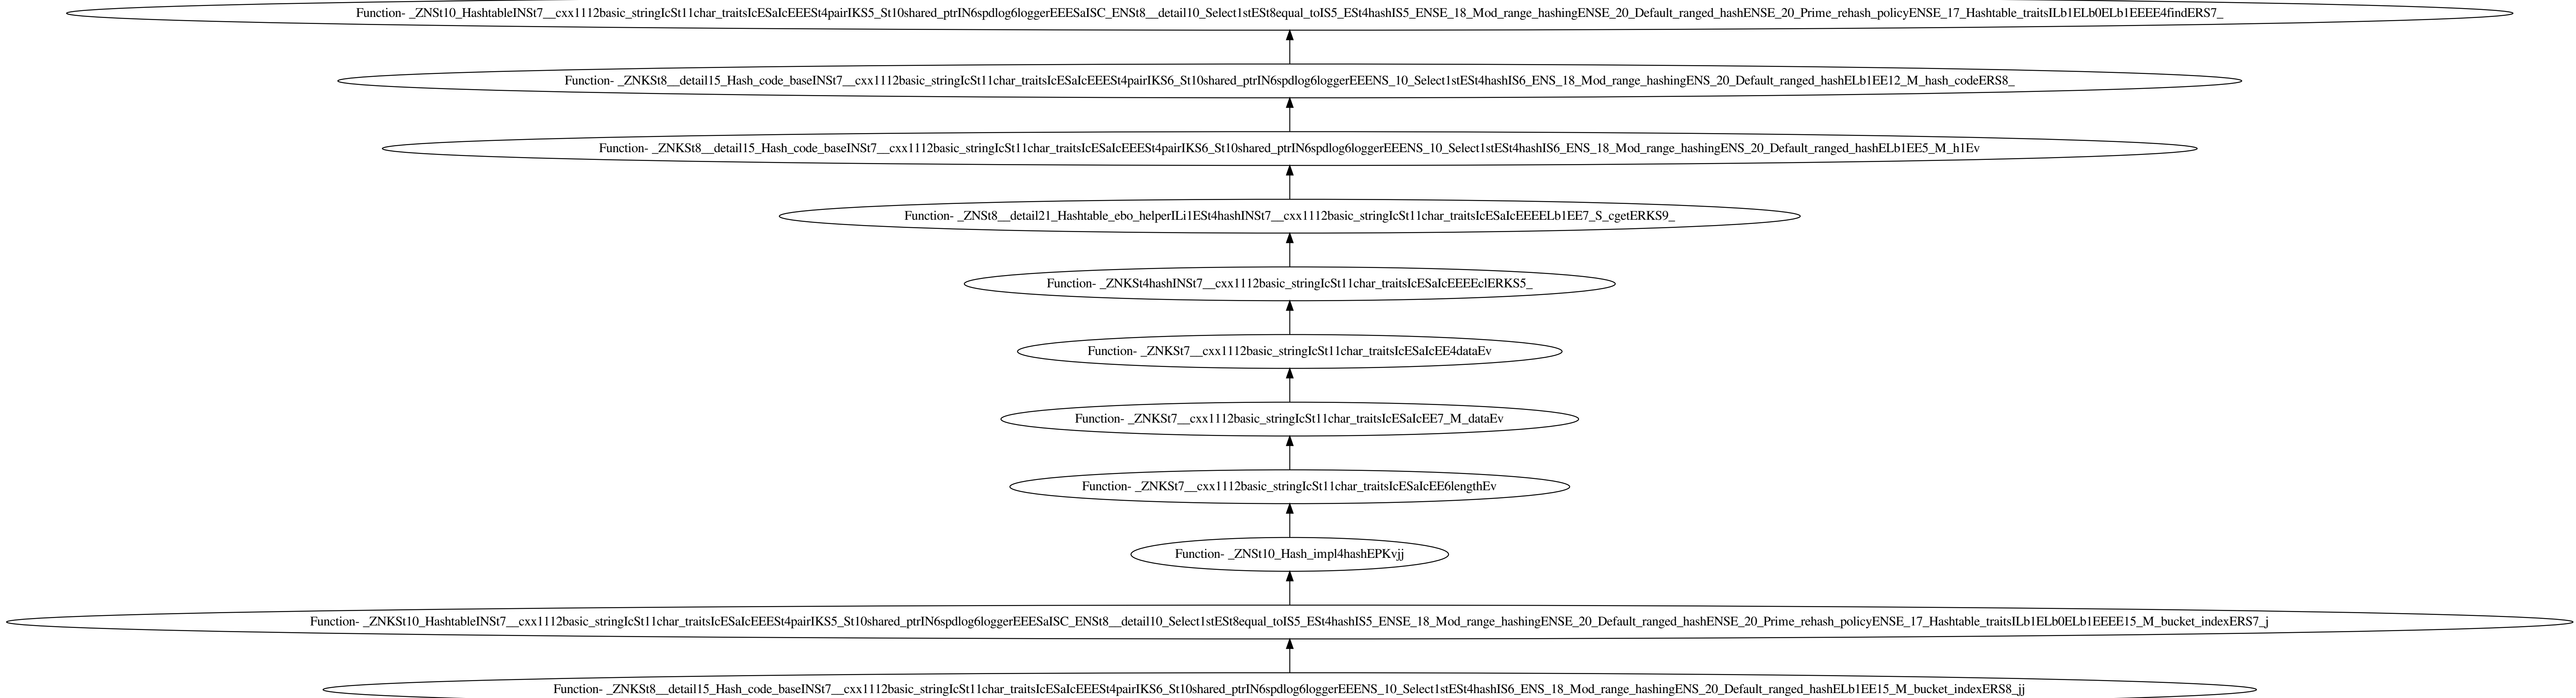 Function- _ZNSt10_HashtableINSt7__cxx1112basic_stringIcSt11char_traitsIcESaIcEEESt4pairIKS5_St10shared_ptrIN6spdlog6loggerEEESaISC_ENSt8__detail10_Select1stESt8equal_toIS5_ESt4hashIS5_ENSE_18_Mod_range_hashingENSE_20_Default_ranged_hashENSE_20_Prime_rehash_policyENSE_17_Hashtable_traitsILb1ELb0ELb1EEEE4findERS7_
Function- _ZNKSt8__detail15_Hash_code_baseINSt7__cxx1112basic_stringIcSt11char_traitsIcESaIcEEESt4pairIKS6_St10shared_ptrIN6spdlog6loggerEEENS_10_Select1stESt4hashIS6_ENS_18_Mod_range_hashingENS_20_Default_ranged_hashELb1EE12_M_hash_codeERS8_
Function- _ZNKSt8__detail15_Hash_code_baseINSt7__cxx1112basic_stringIcSt11char_traitsIcESaIcEEESt4pairIKS6_St10shared_ptrIN6spdlog6loggerEEENS_10_Select1stESt4hashIS6_ENS_18_Mod_range_hashingENS_20_Default_ranged_hashELb1EE5_M_h1Ev
Function- _ZNSt8__detail21_Hashtable_ebo_helperILi1ESt4hashINSt7__cxx1112basic_stringIcSt11char_traitsIcESaIcEEEELb1EE7_S_cgetERKS9_
Function- _ZNKSt4hashINSt7__cxx1112basic_stringIcSt11char_traitsIcESaIcEEEEclERKS5_
Function- _ZNKSt7__cxx1112basic_stringIcSt11char_traitsIcESaIcEE4dataEv
Function- _ZNKSt7__cxx1112basic_stringIcSt11char_traitsIcESaIcEE7_M_dataEv
Function- _ZNKSt7__cxx1112basic_stringIcSt11char_traitsIcESaIcEE6lengthEv
Function- _ZNSt10_Hash_impl4hashEPKvjj
Function- _ZNKSt10_HashtableINSt7__cxx1112basic_stringIcSt11char_traitsIcESaIcEEESt4pairIKS5_St10shared_ptrIN6spdlog6loggerEEESaISC_ENSt8__detail10_Select1stESt8equal_toIS5_ESt4hashIS5_ENSE_18_Mod_range_hashingENSE_20_Default_ranged_hashENSE_20_Prime_rehash_policyENSE_17_Hashtable_traitsILb1ELb0ELb1EEEE15_M_bucket_indexERS7_j
Function- _ZNKSt8__detail15_Hash_code_baseINSt7__cxx1112basic_stringIcSt11char_traitsIcESaIcEEESt4pairIKS6_St10shared_ptrIN6spdlog6loggerEEENS_10_Select1stESt4hashIS6_ENS_18_Mod_range_hashingENS_20_Default_ranged_hashELb1EE15_M_bucket_indexERS8_jj